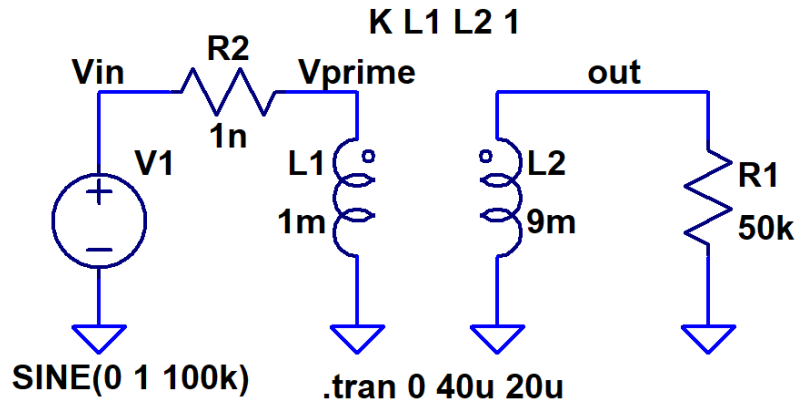 K L1 L2 1
R2
Vin
Vprime
out
1n
V1
L1
L2
R1
1m
9m
50k
SINE(0 1 100k)
.tran 0 40u 20u